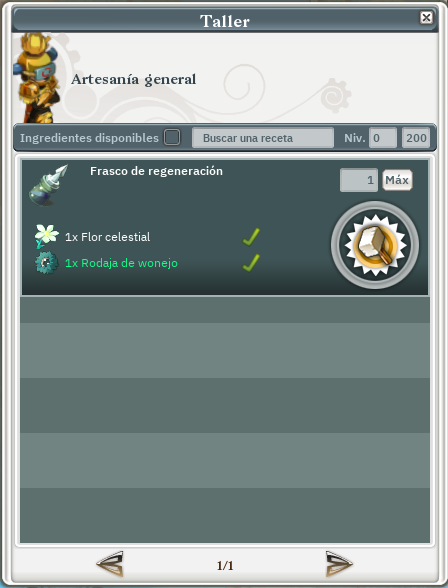 Taller
Artesanía general
Ingredientes disponibles Buscar una receta Niv. 0 200
Frasco de regeneración
1 Máx
1x Flor celestial
1x Rodaja de wonejo
1/1